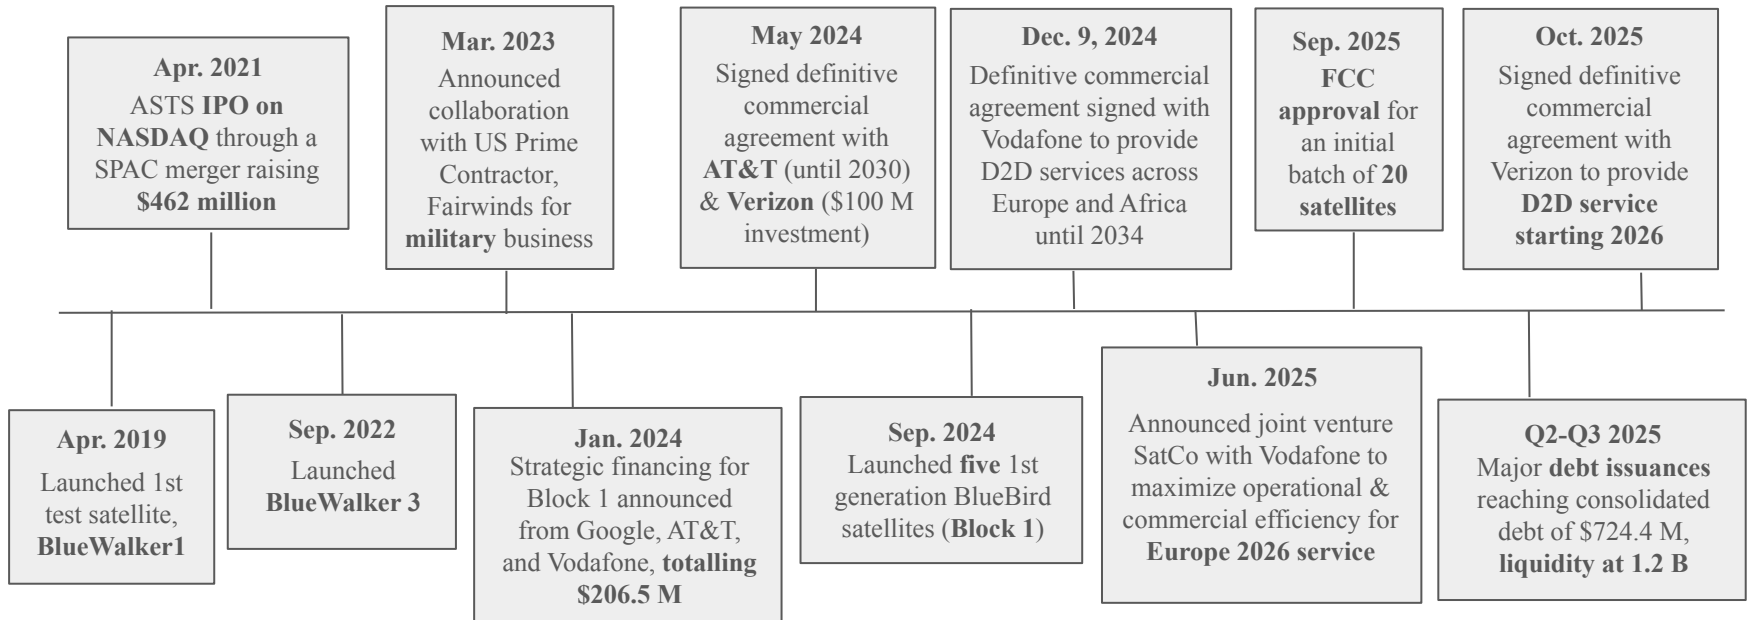 Apr. 2021
ASTS IPO on
NASDAQ through a
SPAC merger raising
$462 million
Mar. 2023
Announced
collaboration
with US Prime
Contractor,
Fairwinds for
military business
May 2024
Signed definitive
commercial
agreement with
AT&T (until 2030)
& Verizon ($100 M
investment)
Dec. 9, 2024
Definitive commercial
agreement signed with
Vodafone to provide
D2D services across
Europe and Africa
until 2034
Sep. 2025
FCC
approval for
an initial
batch of 20
satellites
Oct. 2025
Signed definitive
commercial
agreement with
Verizon to provide
D2D service
starting 2026
Apr. 2019
Launched 1st
test satellite,
BlueWalker1
Sep. 2022
Launched
BlueWalker 3
Jan. 2024
Strategic financing for
Block 1 announced
from Google, AT&T,
and Vodafone, totalling
$206.5 M
Sep. 2024
Launched five 1st
generation BlueBird
satellites (Block 1)
Jun. 2025
Announced joint venture
SatCo with Vodafone to
maximize operational &
commercial efficiency for
Europe 2026 service
Q2-Q3 2025
Major debt issuances
reaching consolidated
debt of $724.4 M,
liquidity at 1.2 B